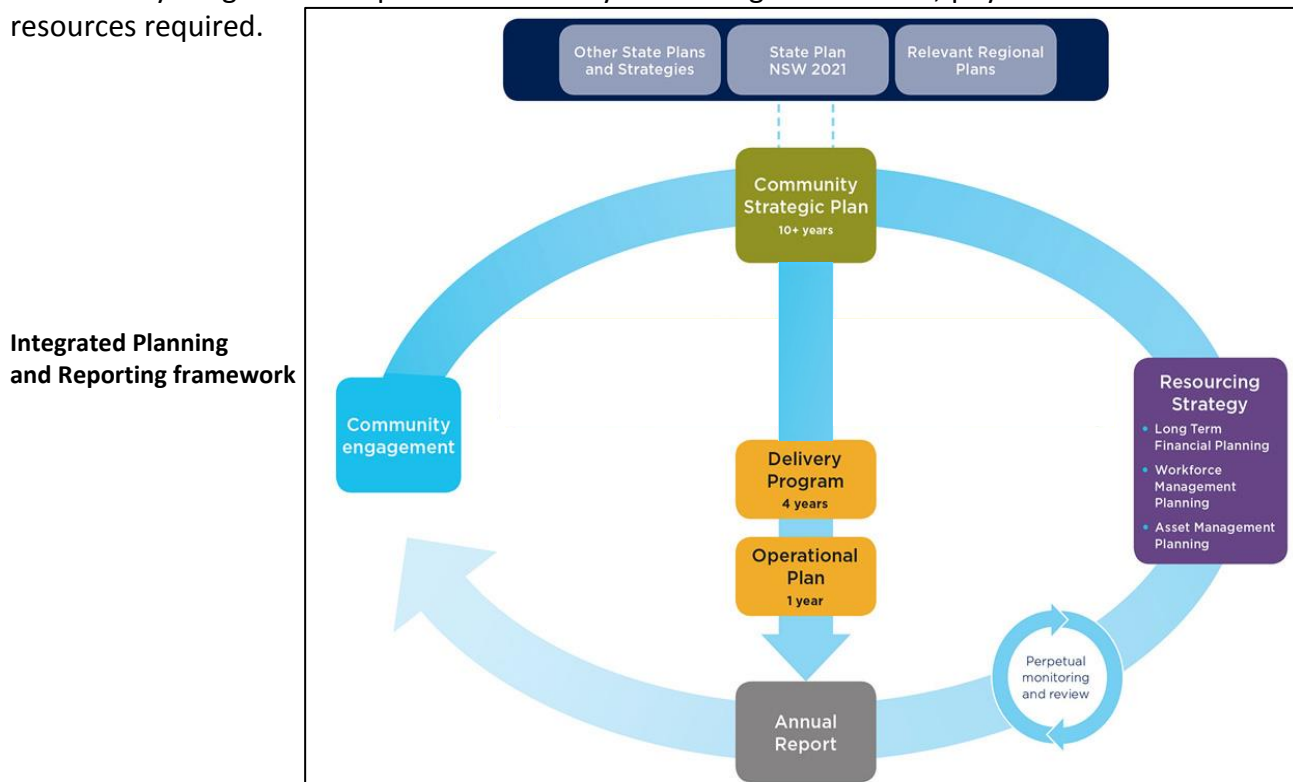 resources required.
Other State Plans
and Strategies
State Plan
NSW 2021
Relevant Regional
Plans
Community
Strategic Plan
10+ years
Integrated Planning
and Reporting framework
Community
engagement
Resourcing
Strategy
• Long Term
Financial Planning
• Workforce
Management
Planning
• Asset Management
Planning
Delivery
Program
4 years
Operational
Plan
1 year
Perpetual
monitoring
and review
Annual
Report